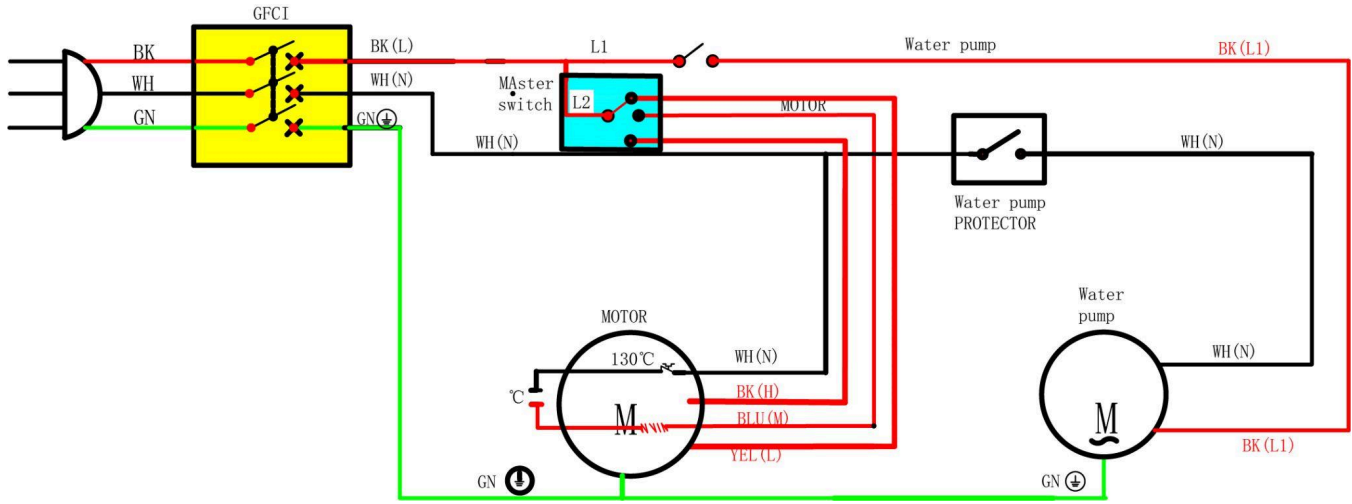 GFCI
BK
BK(L)
L1
Water pump
BK(L1)
WH
WH(N)
MAster
switch
L2
MOTOR
GN
GN
WH(N)
WH(N)
Water pump
PROTECTOR
MOTOR
Water
pump
130℃
WH(N)
WH(N)
℃
BK(H)
M
BLU(M)
M
YEL(L)
BK(L1)
GN
GN